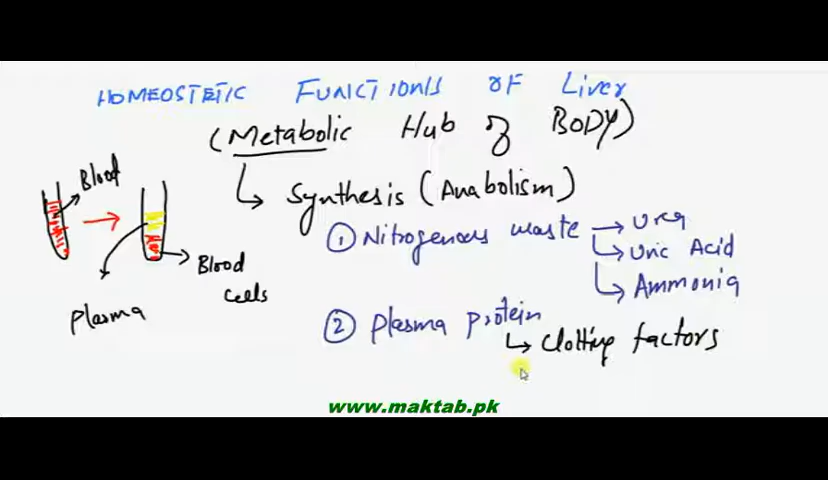 HOMEOSTETIC FUNCTIONS OF Liver
(Metabolic Hub of BODY)
Synthesis (Anabolism)
Blood
① Nitrogenous waste → Urea
Uric Acid
Ammonia
Blood cells
Plasma
② Plasma protein
Clotting factors
www.maktab.pk